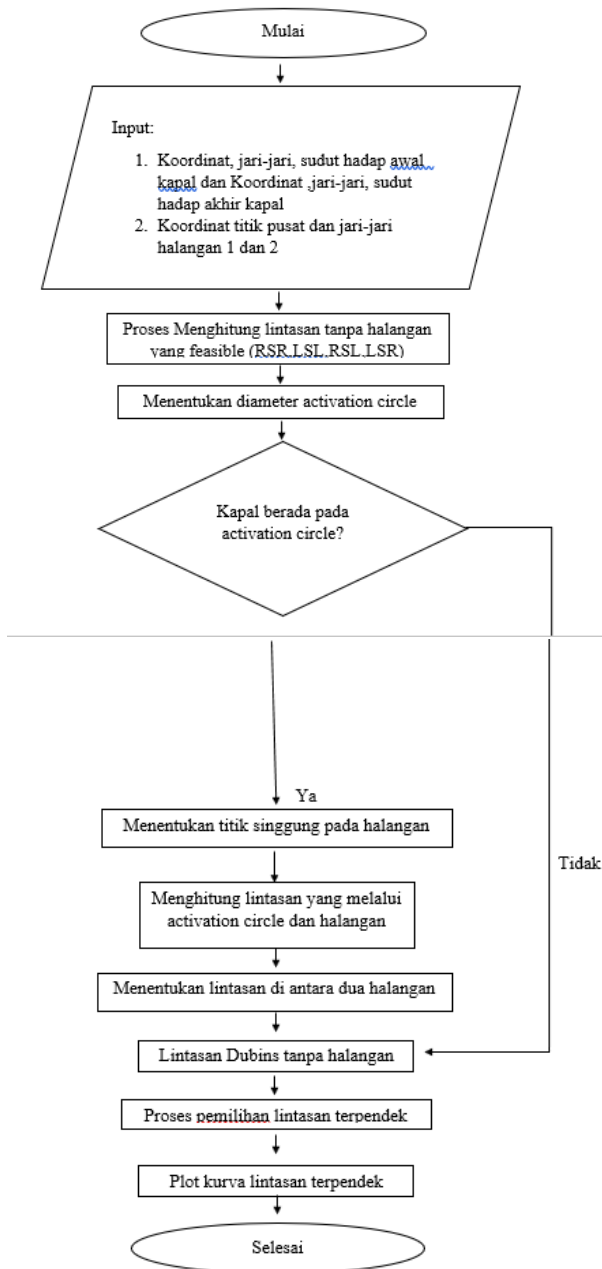 Mulai
Input:
1. Koordinat, jari-jari, sudut hadap awal
kapal dan Koordinat ,jari-jari, sudut
hadap akhir kapal
2. Koordinat titik pusat dan jari-jari
halangan 1 dan 2
Proses Menghitung lintasan tanpa halangan
yang feasible (RSR,LSL,RSL,LSR)
Menentukan diameter activation circle
Kapal berada pada
activation circle?
Ya
Menentukan titik singgung pada halangan
Tidak
Menghitung lintasan yang melalui
activation circle dan halangan
Menentukan lintasan di antara dua halangan
Lintasan Dubins tanpa halangan
Proses pemilihan lintasan terpendek
Plot kurva lintasan terpendek
Selesai